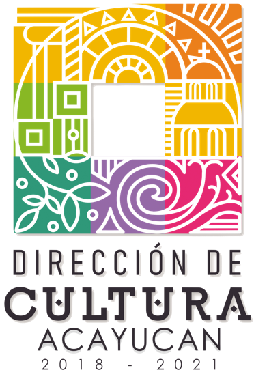 DIRECCIÓN DE
CULTURA
ACAYUCAN
2018 - 2021